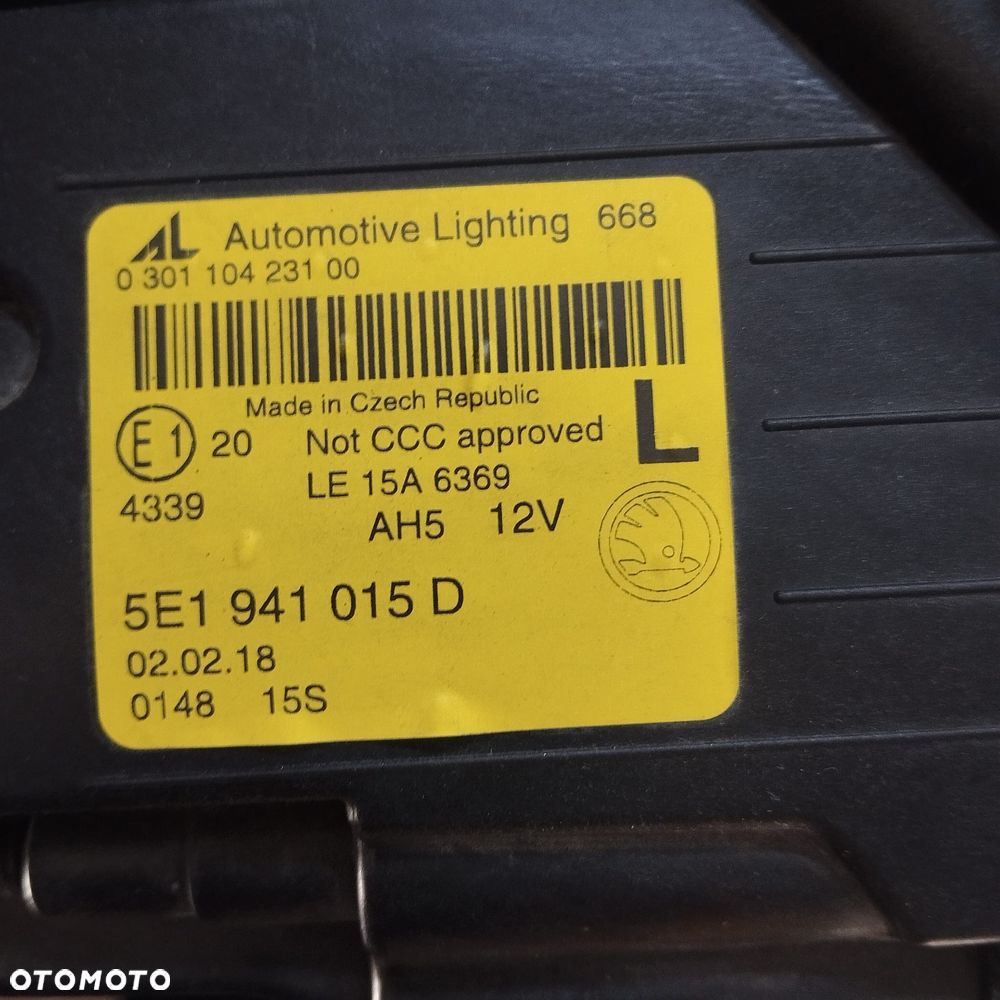 AL Automotive Lighting 668
0 301 104 231 00
Made in Czech Republic
E1 20 Not CCC approved L
4339 LE 15A 6369
AH5 12V
5E1 941 015 D
02.02.18
0148 15S
OTOMOTO